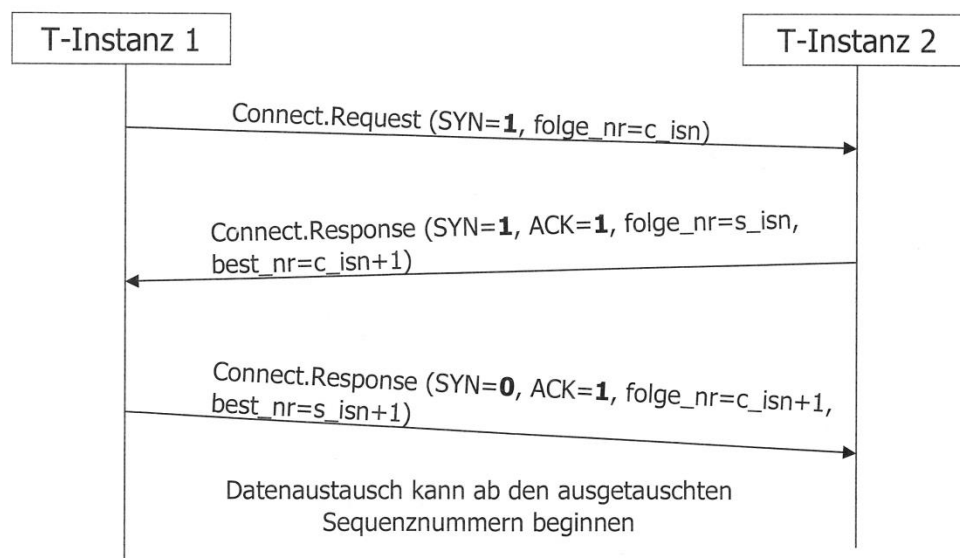 T-Instanz 1
T-Instanz 2
Connect.Request (SYN=1, folge_nr=c_isn)
Connect.Response (SYN=1, ACK=1, folge_nr=s_isn,
best_nr=c_isn+1)
Connect.Response (SYN=0, ACK=1, folge_nr=c_isn+1,
best_nr=s_isn+1)
Datenaustausch kann ab den ausgetauschten
Sequenznummern beginnen